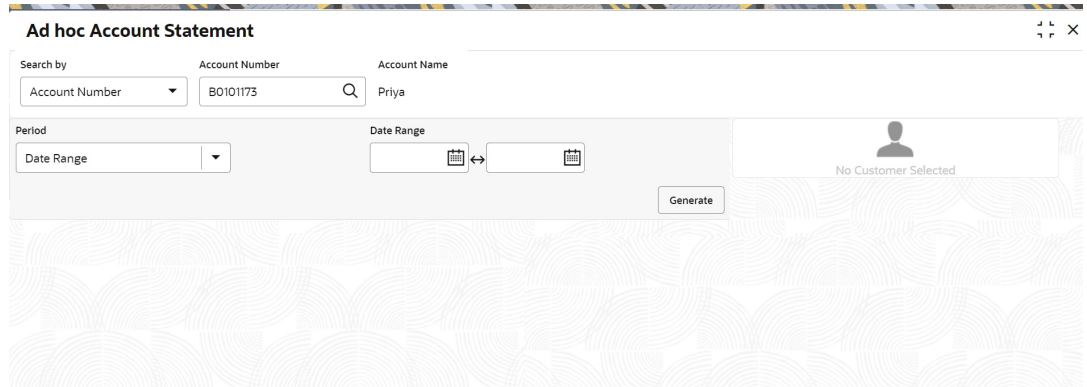 Ad hoc Account Statement
Search by Account Number Account Name
Account Number B0101173 Priya
Period Date Range
Date Range
No Customer Selected
Generate